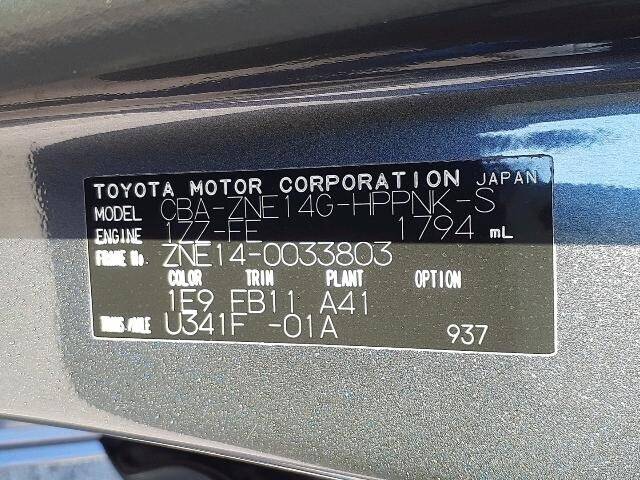 TOYOTA MOTOR CORPORATION JAPAN
MODEL CBA-ZNE14G-HPPNK-S
ENGINE 1ZZ-FE 1794 mL
FRAME No. ZNE14-0033803
COLOR TRIM PLANT OPTION
1E9 FB11 A41
TRANS/AXLE U341F -01A 937